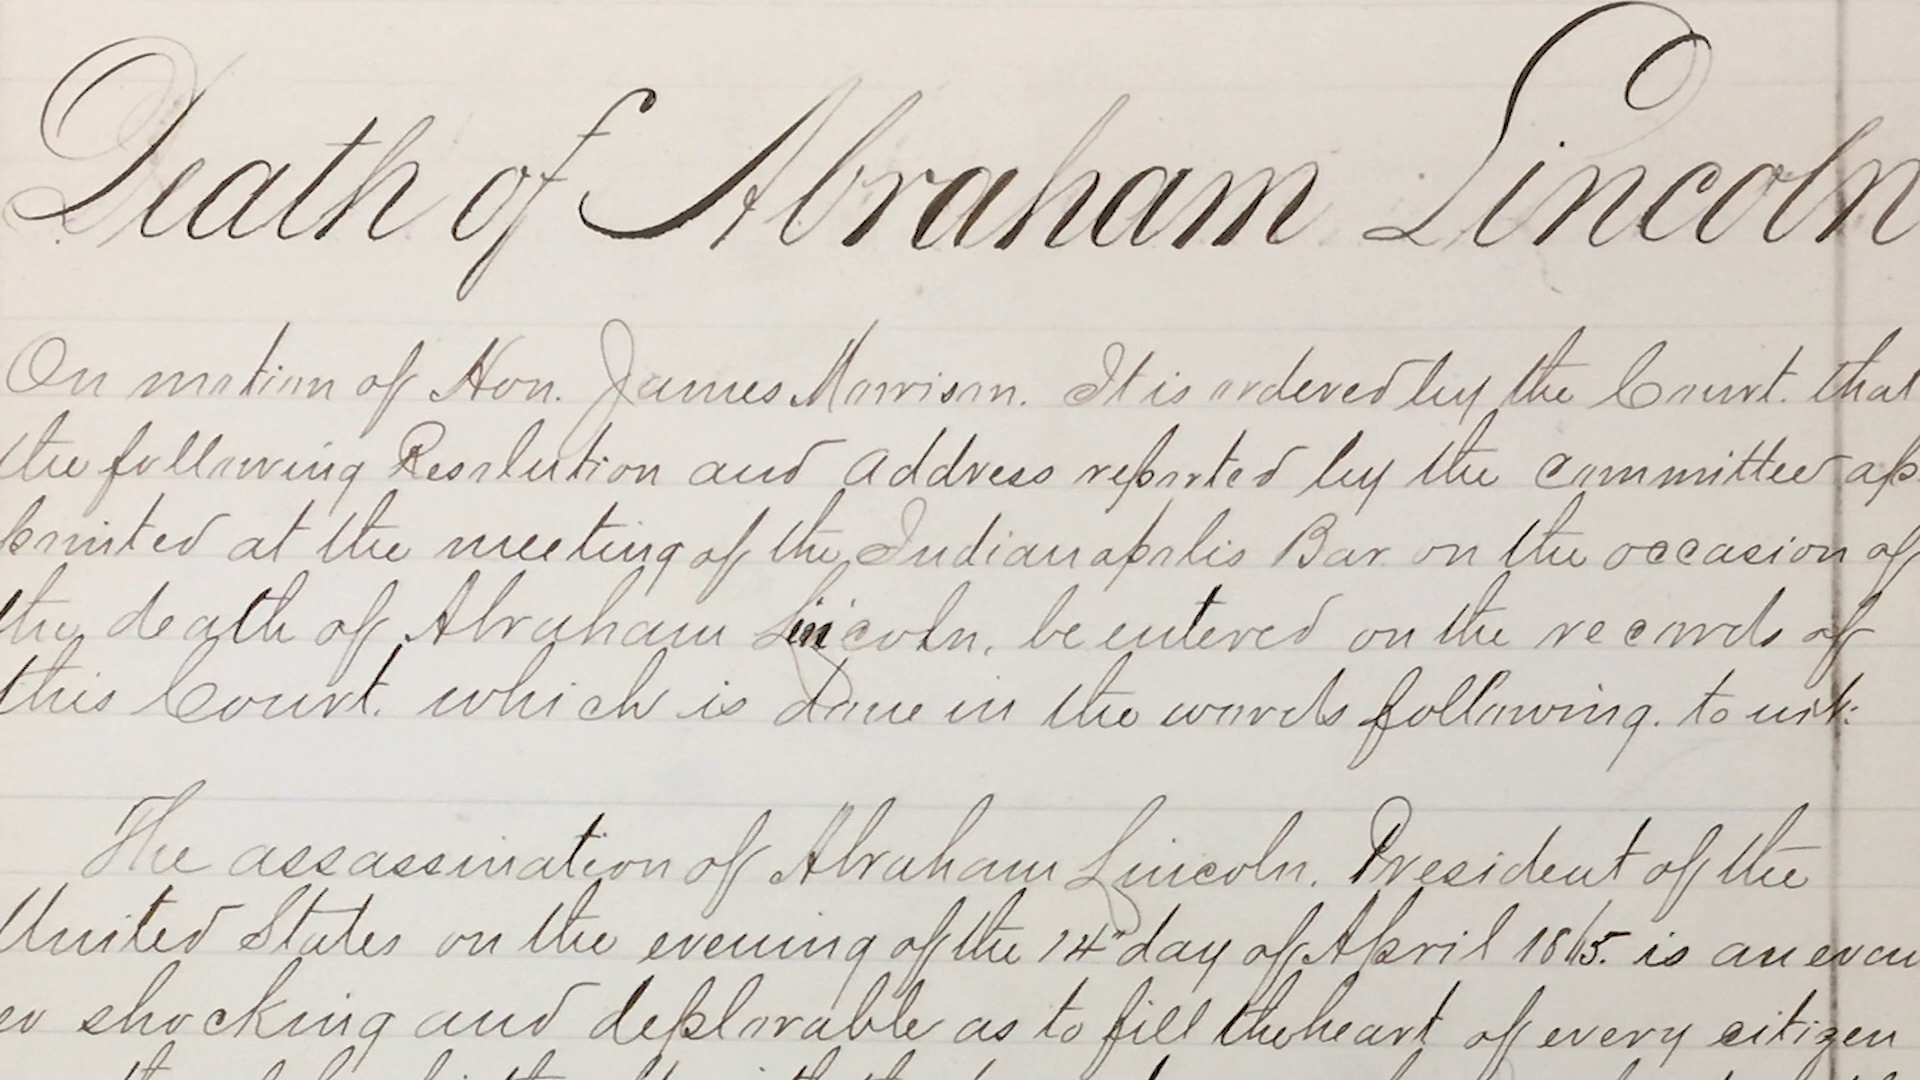 Death of Abraham Lincoln
On motion of Hon. James Morrison. It is ordered by the Court. that
the following Resolution and address reported by the committee ap-
pointed at the meeting of the Indianapolis Bar on the occasion of
the death of Abraham Lincoln, be entered on the records of
this Court. which is done in the words following. to wit:
The assassination of Abraham Lincoln. President of the
United States on the evening of the 14" day of April 1865. is an even
so shocking and deplorable as to fill the heart of every citizen